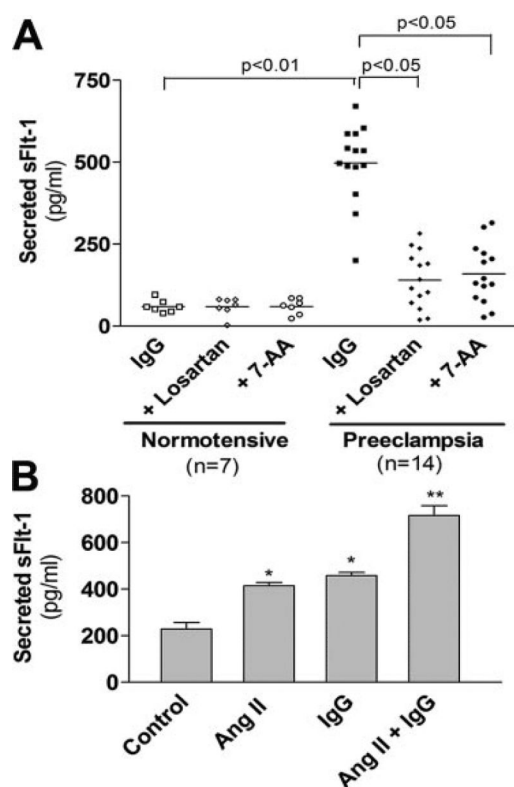 A
p<0.05
p<0.01
p<0.05
Secreted sFlt-1
(pg/ml)
750
500
250
0
IgG
+ Losartan
+ 7-AA
IgG
+ Losartan
+ 7-AA
Normotensive
(n=7)
Preeclampsia
(n=14)
B
Secreted sFlt-1
(pg/ml)
800
600
400
200
0
*
*
**
Control
Ang II
IgG
Ang II + IgG